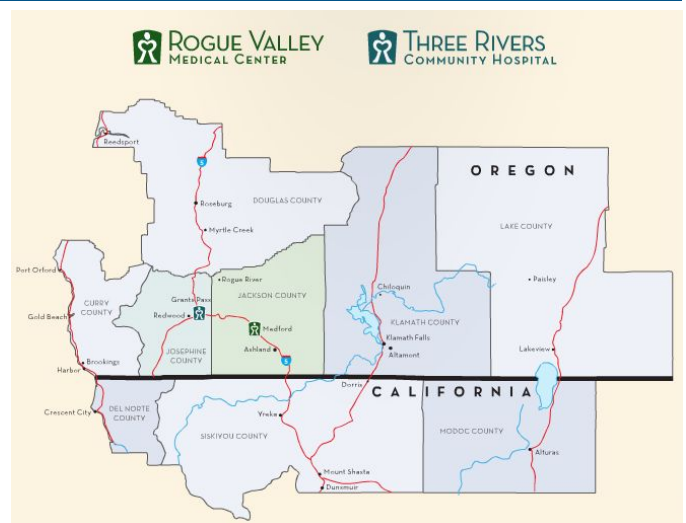 ROGUE VALLEY
MEDICAL CENTER
THREE RIVERS
COMMUNITY HOSPITAL
Reedsport
5
OREGON
Roseburg
DOUGLAS COUNTY
LAKE COUNTY
Myrtle Creek
Port Orford
Rogue River
Paisley
JACKSON COUNTY
Chiloquin
CURRY
COUNTY
Grants Pass
Gold Beach
Redwood
KLAMATH COUNTY
Medford
Klamath Falls
Ashland
JOSEPHINE
COUNTY
Altamont
Lakeview
5
Brookings
Harbor
Dorris
CALIFORNIA
Crescent City
DEL NORTE
COUNTY
Yreka
SISKIYOU COUNTY
HODOC COUNTY
Alturas
Mount Shasta
Dunsmuir